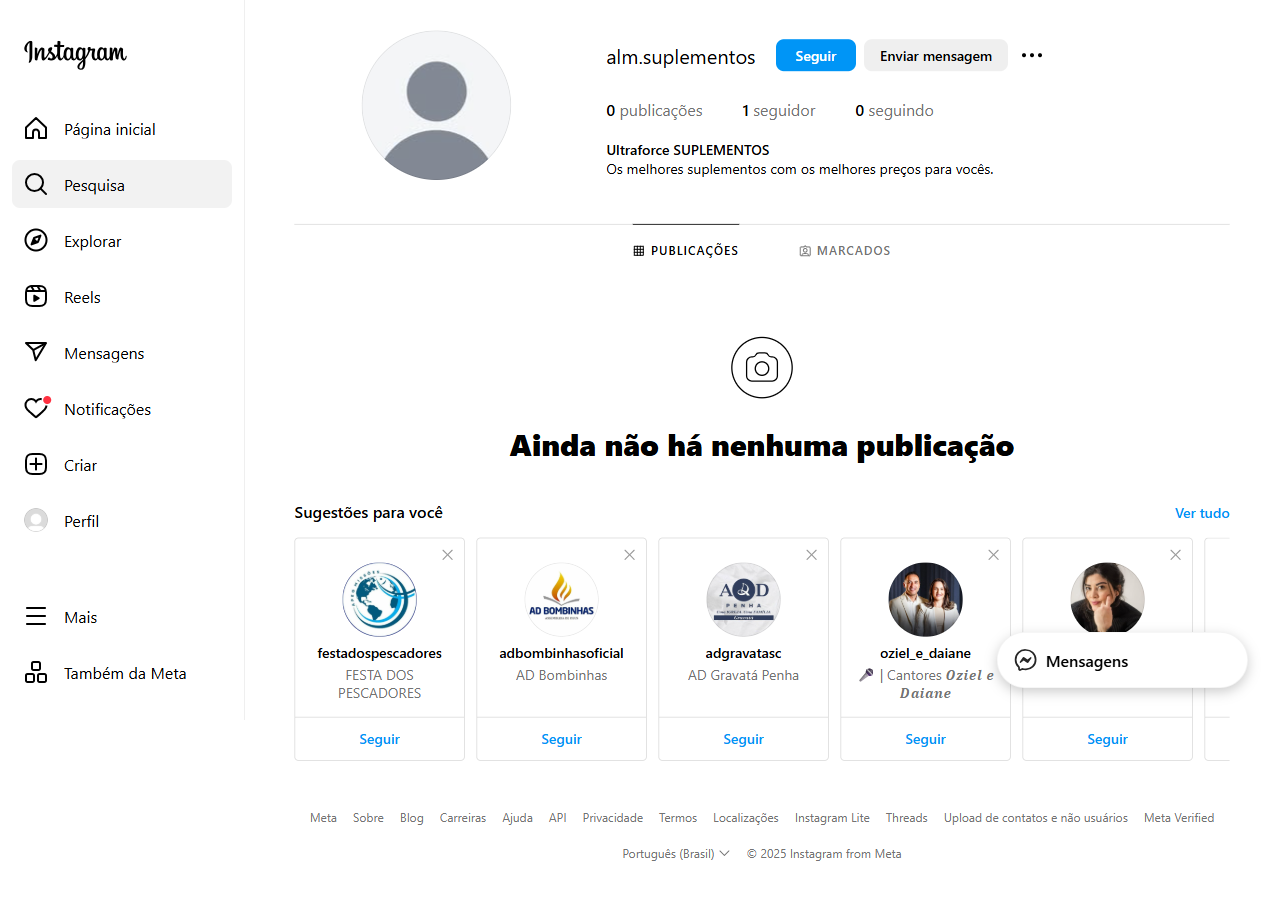 Instagram
Página inicial
Pesquisa
Explorar
Reels
Mensagens
Notificações
Criar
Perfil
Mais
Também da Meta
alm.suplementos Seguir Enviar mensagem
0 publicações 1 seguidor 0 seguindo
Ultraforce SUPLEMENTOS
Os melhores suplementos com os melhores preços para vocês.
PUBLICAÇÕES MARCADOS
Ainda não há nenhuma publicação
Sugestões para você Ver tudo
festadospescadores
FESTA DOS
PESCADORES
Seguir
AD BOMBINHAS
adbombinhasoficial
AD Bombinhas
Seguir
PENHA
adgravatasc
AD Gravatá Penha
Seguir
oziel_e_daiane
🎤 | Cantores 𝑶𝒛𝒊𝒆𝒍 𝒆
𝑫𝒂𝒊𝒂𝒏𝒆
Seguir
Seguir
Mensagens
Meta Sobre Blog Carreiras Ajuda API Privacidade Termos Localizações Instagram Lite Threads Upload de contatos e não usuários Meta Verified
Português (Brasil) © 2025 Instagram from Meta